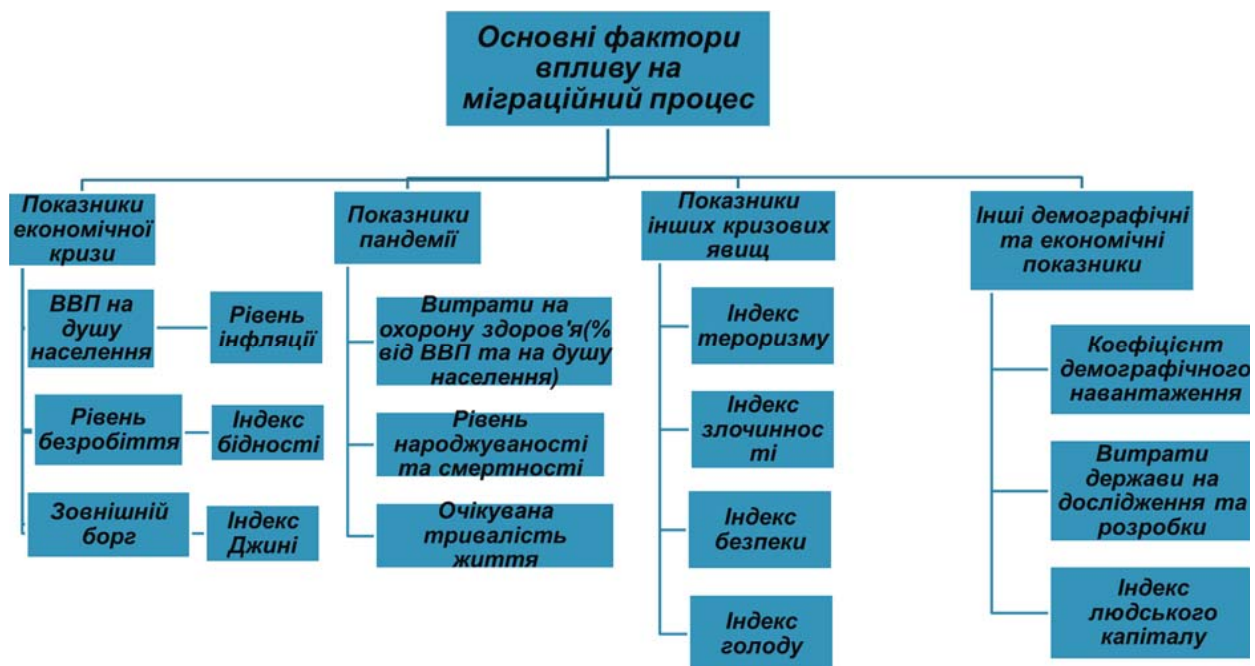 Основні фактори
впливу на
міграційний процес
Показники
економічної
кризи
ВВП на
душу
населення
Рівень
інфляції
Рівень
безробіття
Індекс
бідності
Зовнішній
борг
Індекс
Джині
Показники
пандемії
Витрати на
охорону здоров'я(%
від ВВП та на душу
населення)
Рівень
народжуваності
та смертності
Очікувана
тривалість
життя
Показники
інших кризових
явищ
Індекс
тероризму
Індекс
злочиннос
ті
Індекс
безпеки
Індекс
голоду
Інші демографічні
та економічні
показники
Коефіцієнт
демографічного
навантаження
Витрати
держави на
дослідження та
розробки
Індекс
людського
капіталу